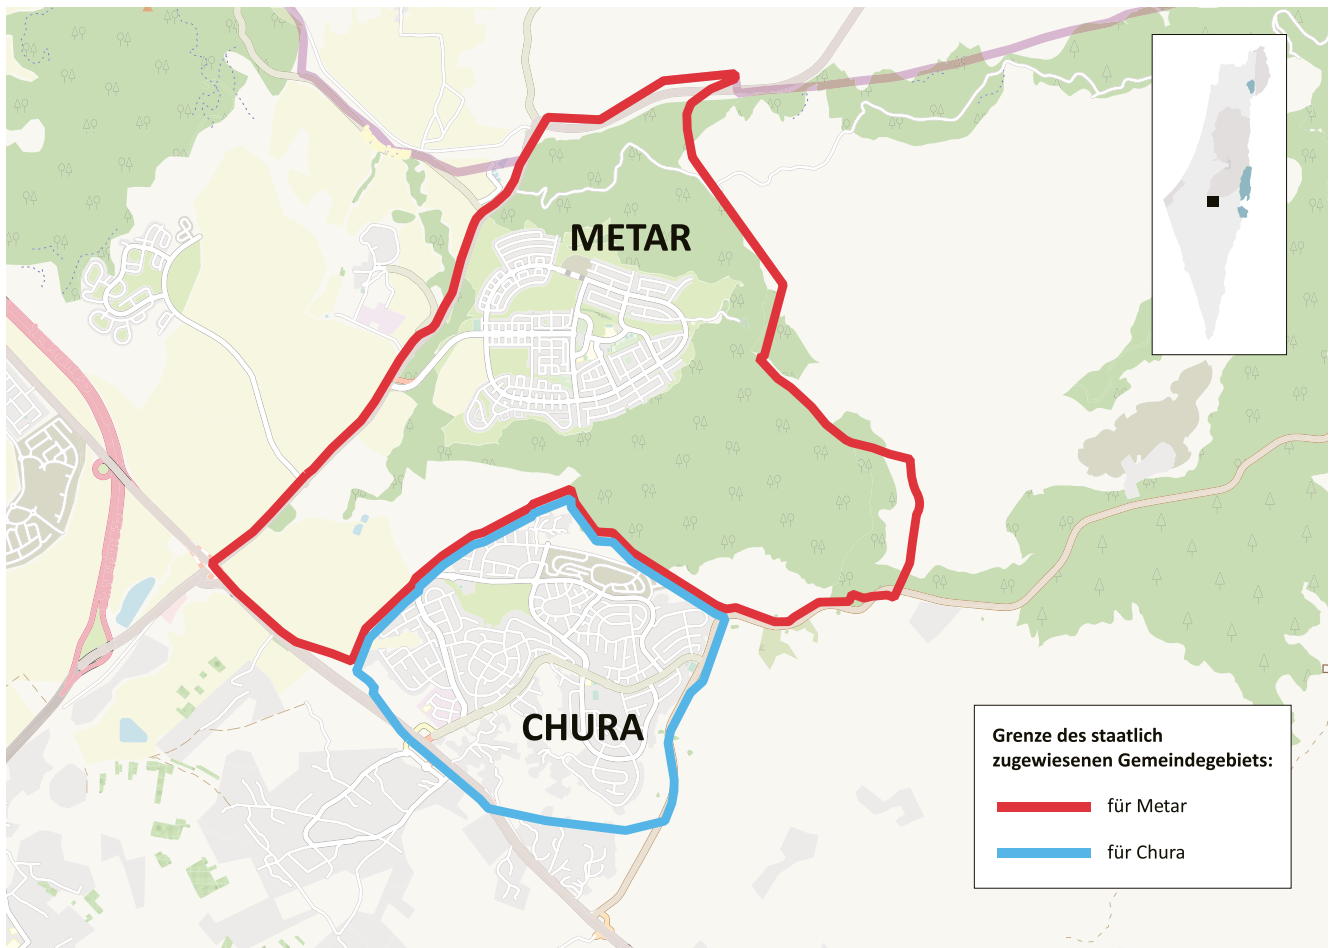 METAR
CHURA
Grenze des staatlich
zugewiesenen Gemeindegebiets:
für Metar
für Chura